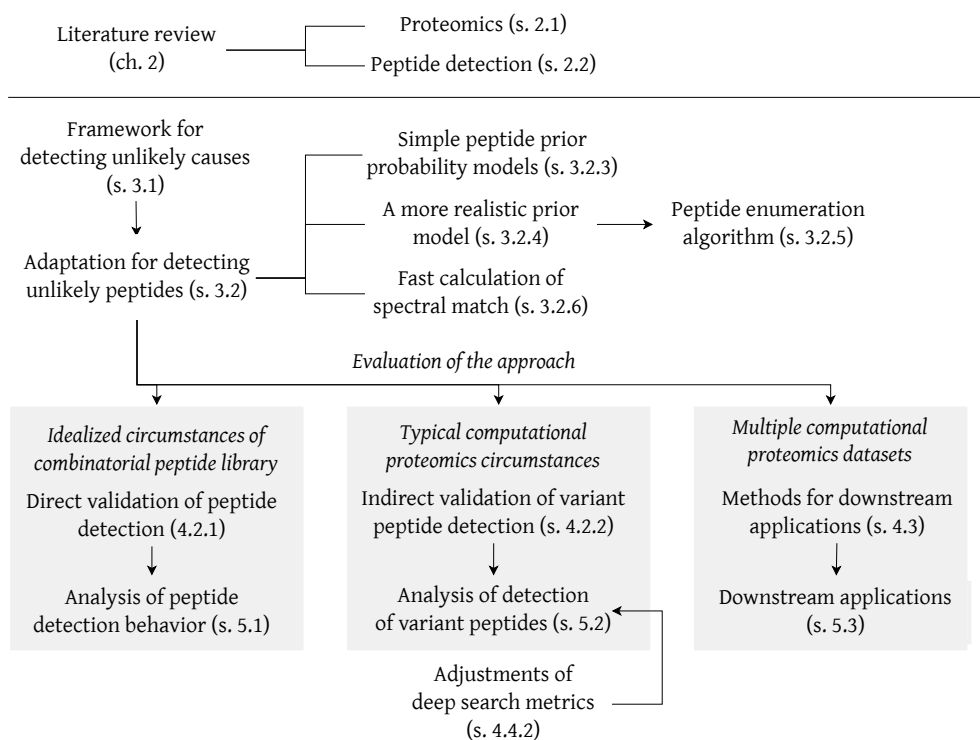 Literature review
(ch. 2)
Proteomics (s. 2.1)
Peptide detection (s. 2.2)
Framework for
detecting unlikely causes
(s. 3.1)
Adaptation for detecting
unlikely peptides (s. 3.2)
Simple peptide prior
probability models (s. 3.2.3)
A more realistic prior
model (s. 3.2.4)
Peptide enumeration
algorithm (s. 3.2.5)
Fast calculation of
spectral match (s. 3.2.6)
Evaluation of the approach
Idealized circumstances of
combinatorial peptide library
Direct validation of peptide
detection (4.2.1)
Analysis of peptide
detection behavior (s. 5.1)
Typical computational
proteomics circumstances
Indirect validation of variant
peptide detection (s. 4.2.2)
Analysis of detection
of variant peptides (s. 5.2)
Adjustments of
deep search metrics
(s. 4.4.2)
Multiple computational
proteomics datasets
Methods for downstream
applications (s. 4.3)
Downstream applications
(s. 5.3)